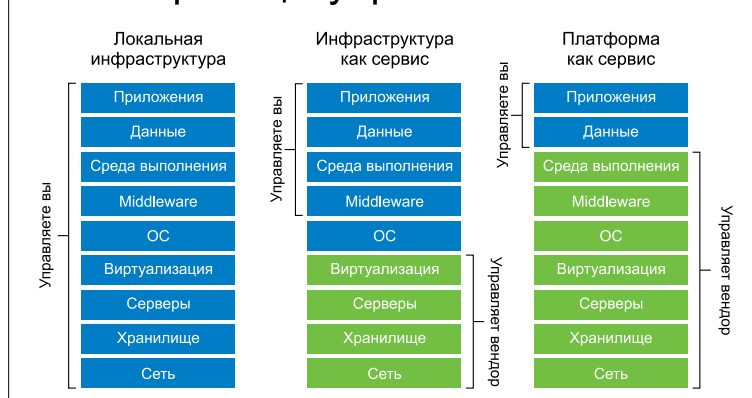 Локальная
инфраструктура
Управляете вы
Приложения
Данные
Среда выполнения
Middleware
ОС
Виртуализация
Серверы
Хранилище
Сеть
Инфраструктура
как сервис
Управляете вы
Приложения
Данные
Среда выполнения
Middleware
ОС
Виртуализация
Серверы
Хранилище
Сеть
Управляет вендор
Платформа
как сервис
Управляете вы
Приложения
Данные
Среда выполнения
Middleware
ОС
Виртуализация
Серверы
Хранилище
Сеть
Управляет вендор